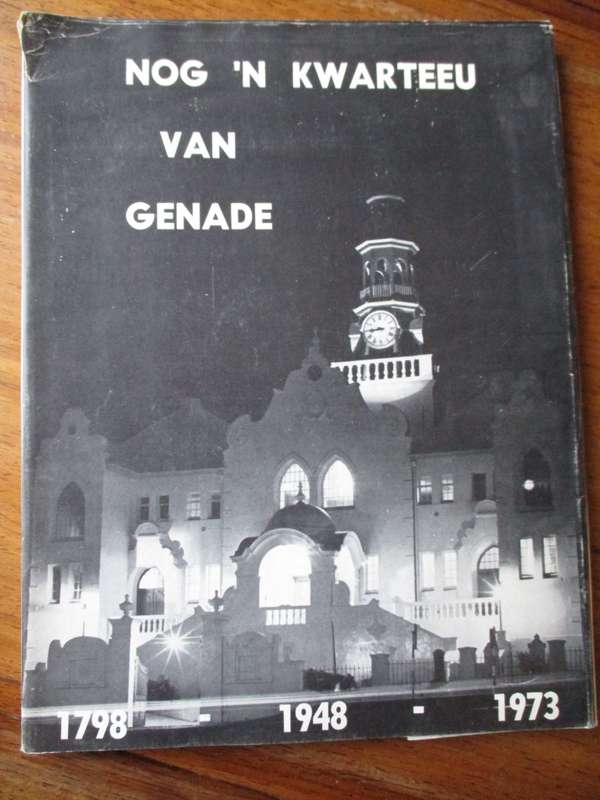 NOG 'N KWARTEEU
VAN
GENADE
1798 - 1948 - 1973